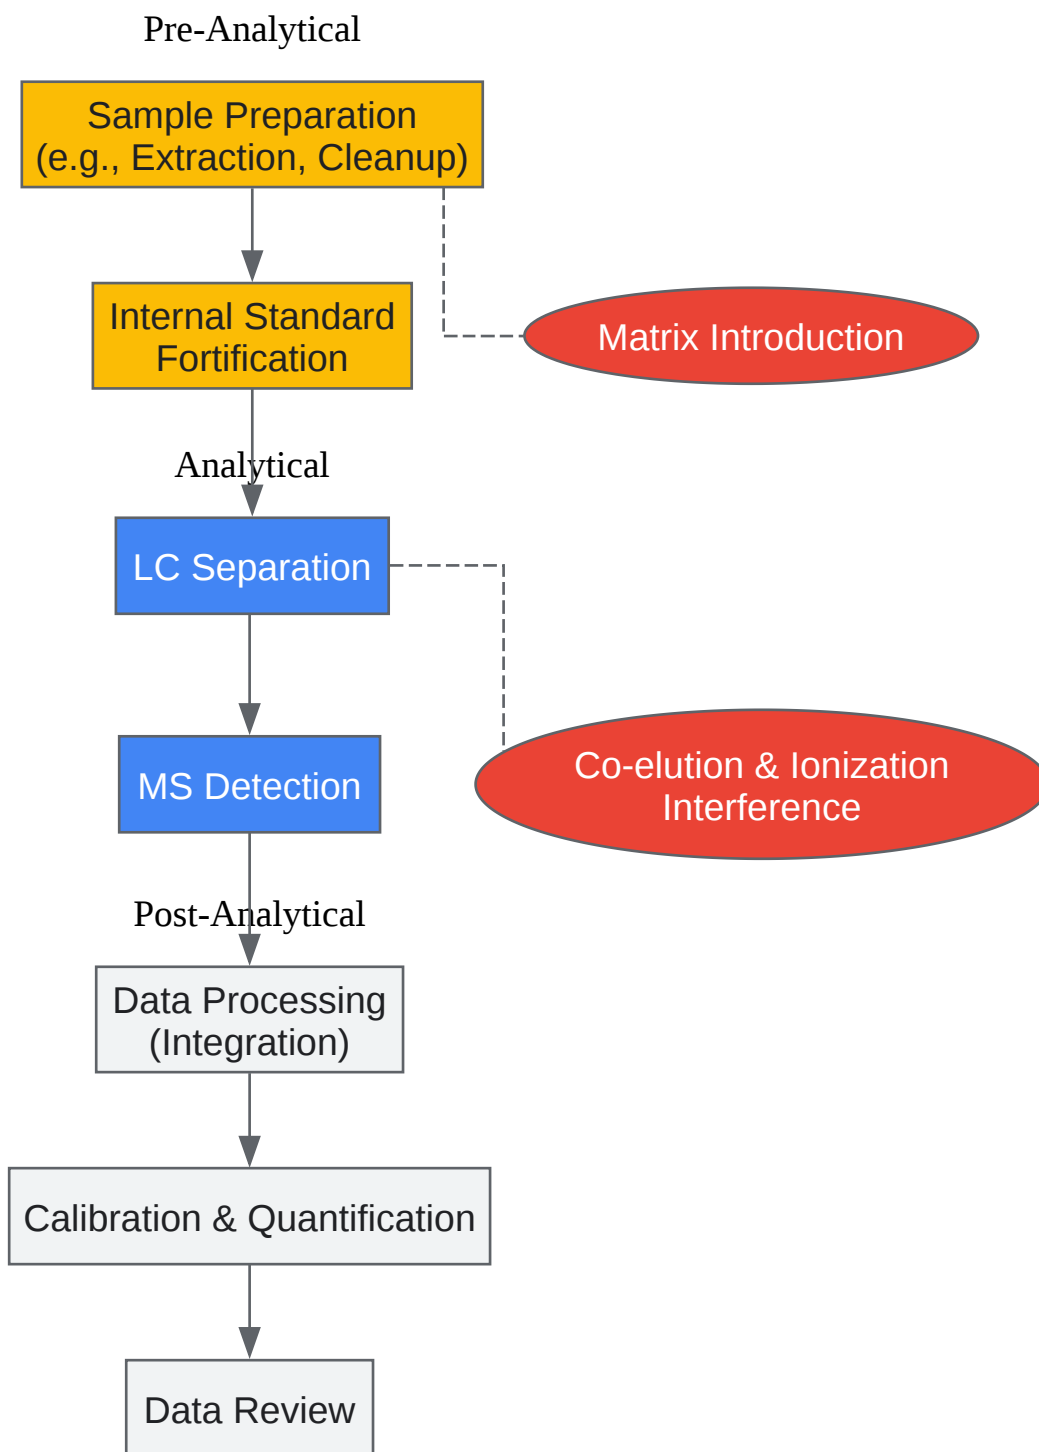 Pre-Analytical
Sample Preparation
(e.g., Extraction, Cleanup)
Internal Standard
Fortification
Matrix Introduction
Analytical
LC Separation
MS Detection
Co-elution & Ionization
Interference
Post-Analytical
Data Processing
(Integration)
Calibration & Quantification
Data Review